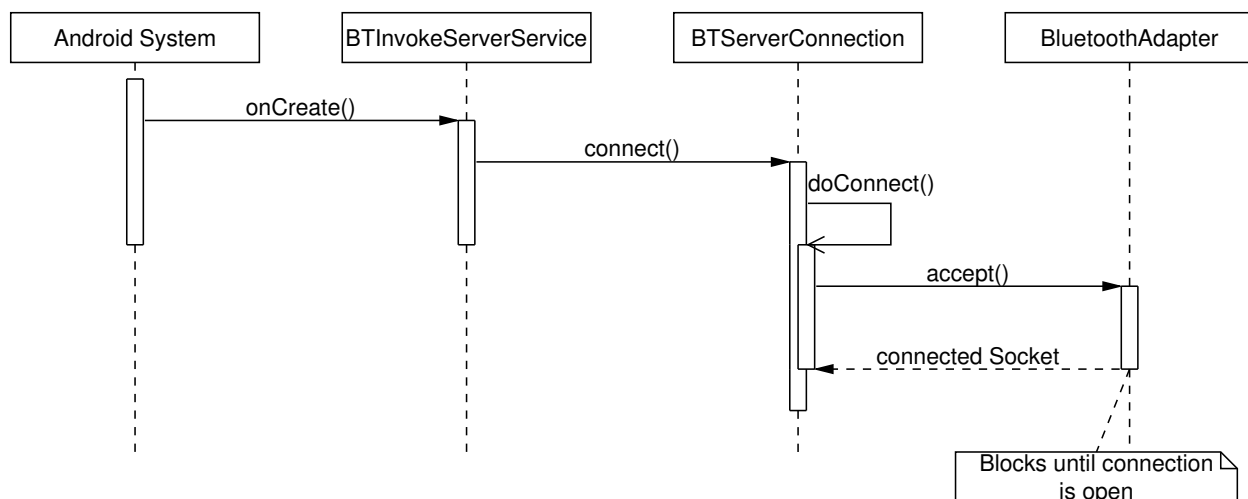 Android System
BTInvokeServerService
BTServerConnection
BluetoothAdapter
onCreate()
connect()
doConnect()
accept()
connected Socket
Blocks until connection
is open